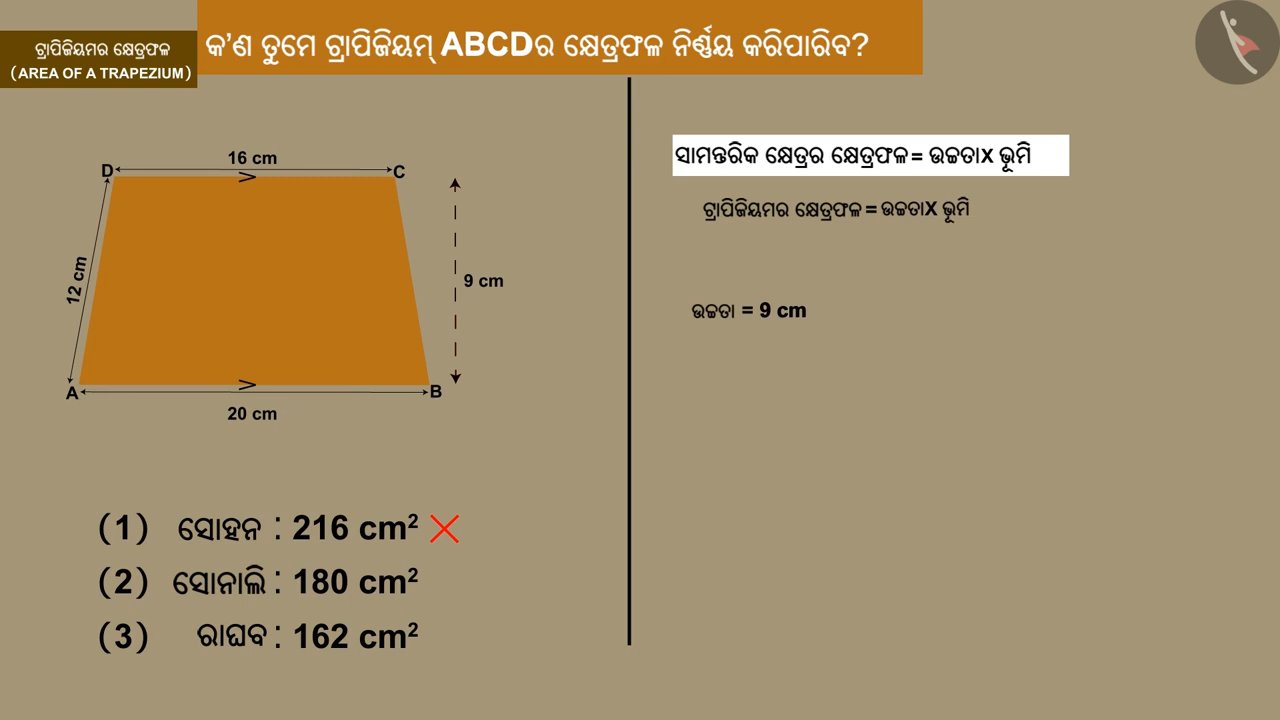 ଟ୍ରାପିଜିୟମର କ୍ଷେତ୍ରଫଳ
(AREA OF A TRAPEZIUM)
କ'ଣ ତୁମେ ଟ୍ରାପିଜିୟମ୍ ABCDର କ୍ଷେତ୍ରଫଳ ନିର୍ଣ୍ଣୟ କରିପାରିବ?
16 cm
D
C
12 cm
9 cm
A
B
20 cm
ସାମନ୍ତରିକ କ୍ଷେତ୍ରର କ୍ଷେତ୍ରଫଳ = ଉଚ୍ଚତା x ଭୂମି
ଟ୍ରାପିଜିୟମର କ୍ଷେତ୍ରଫଳ = ଉଚ୍ଚତା X ଭୂମି
ଉଚ୍ଚତା = 9 cm
(1) ସୋହନ : 216 cm²
(2) ସୋନାଲି : 180 cm²
(3) ରାଘବ : 162 cm²